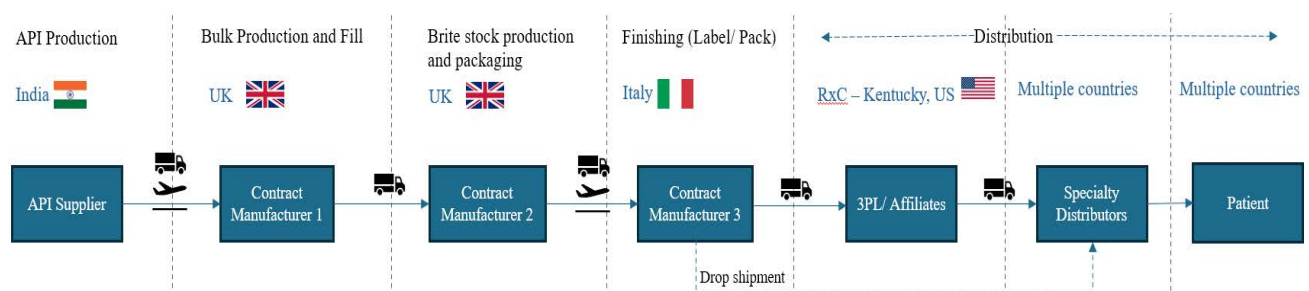 API Production
Bulk Production and Fill
Brite stock production
and packaging
Finishing (Label/ Pack)
Distribution
India
UK
UK
Italy
RxC – Kentucky, US
Multiple countries
Multiple countries
API Supplier
Contract
Manufacturer 1
Contract
Manufacturer 2
Contract
Manufacturer 3
3PL/ Affiliates
Specialty
Distributors
Patient
Drop shipment